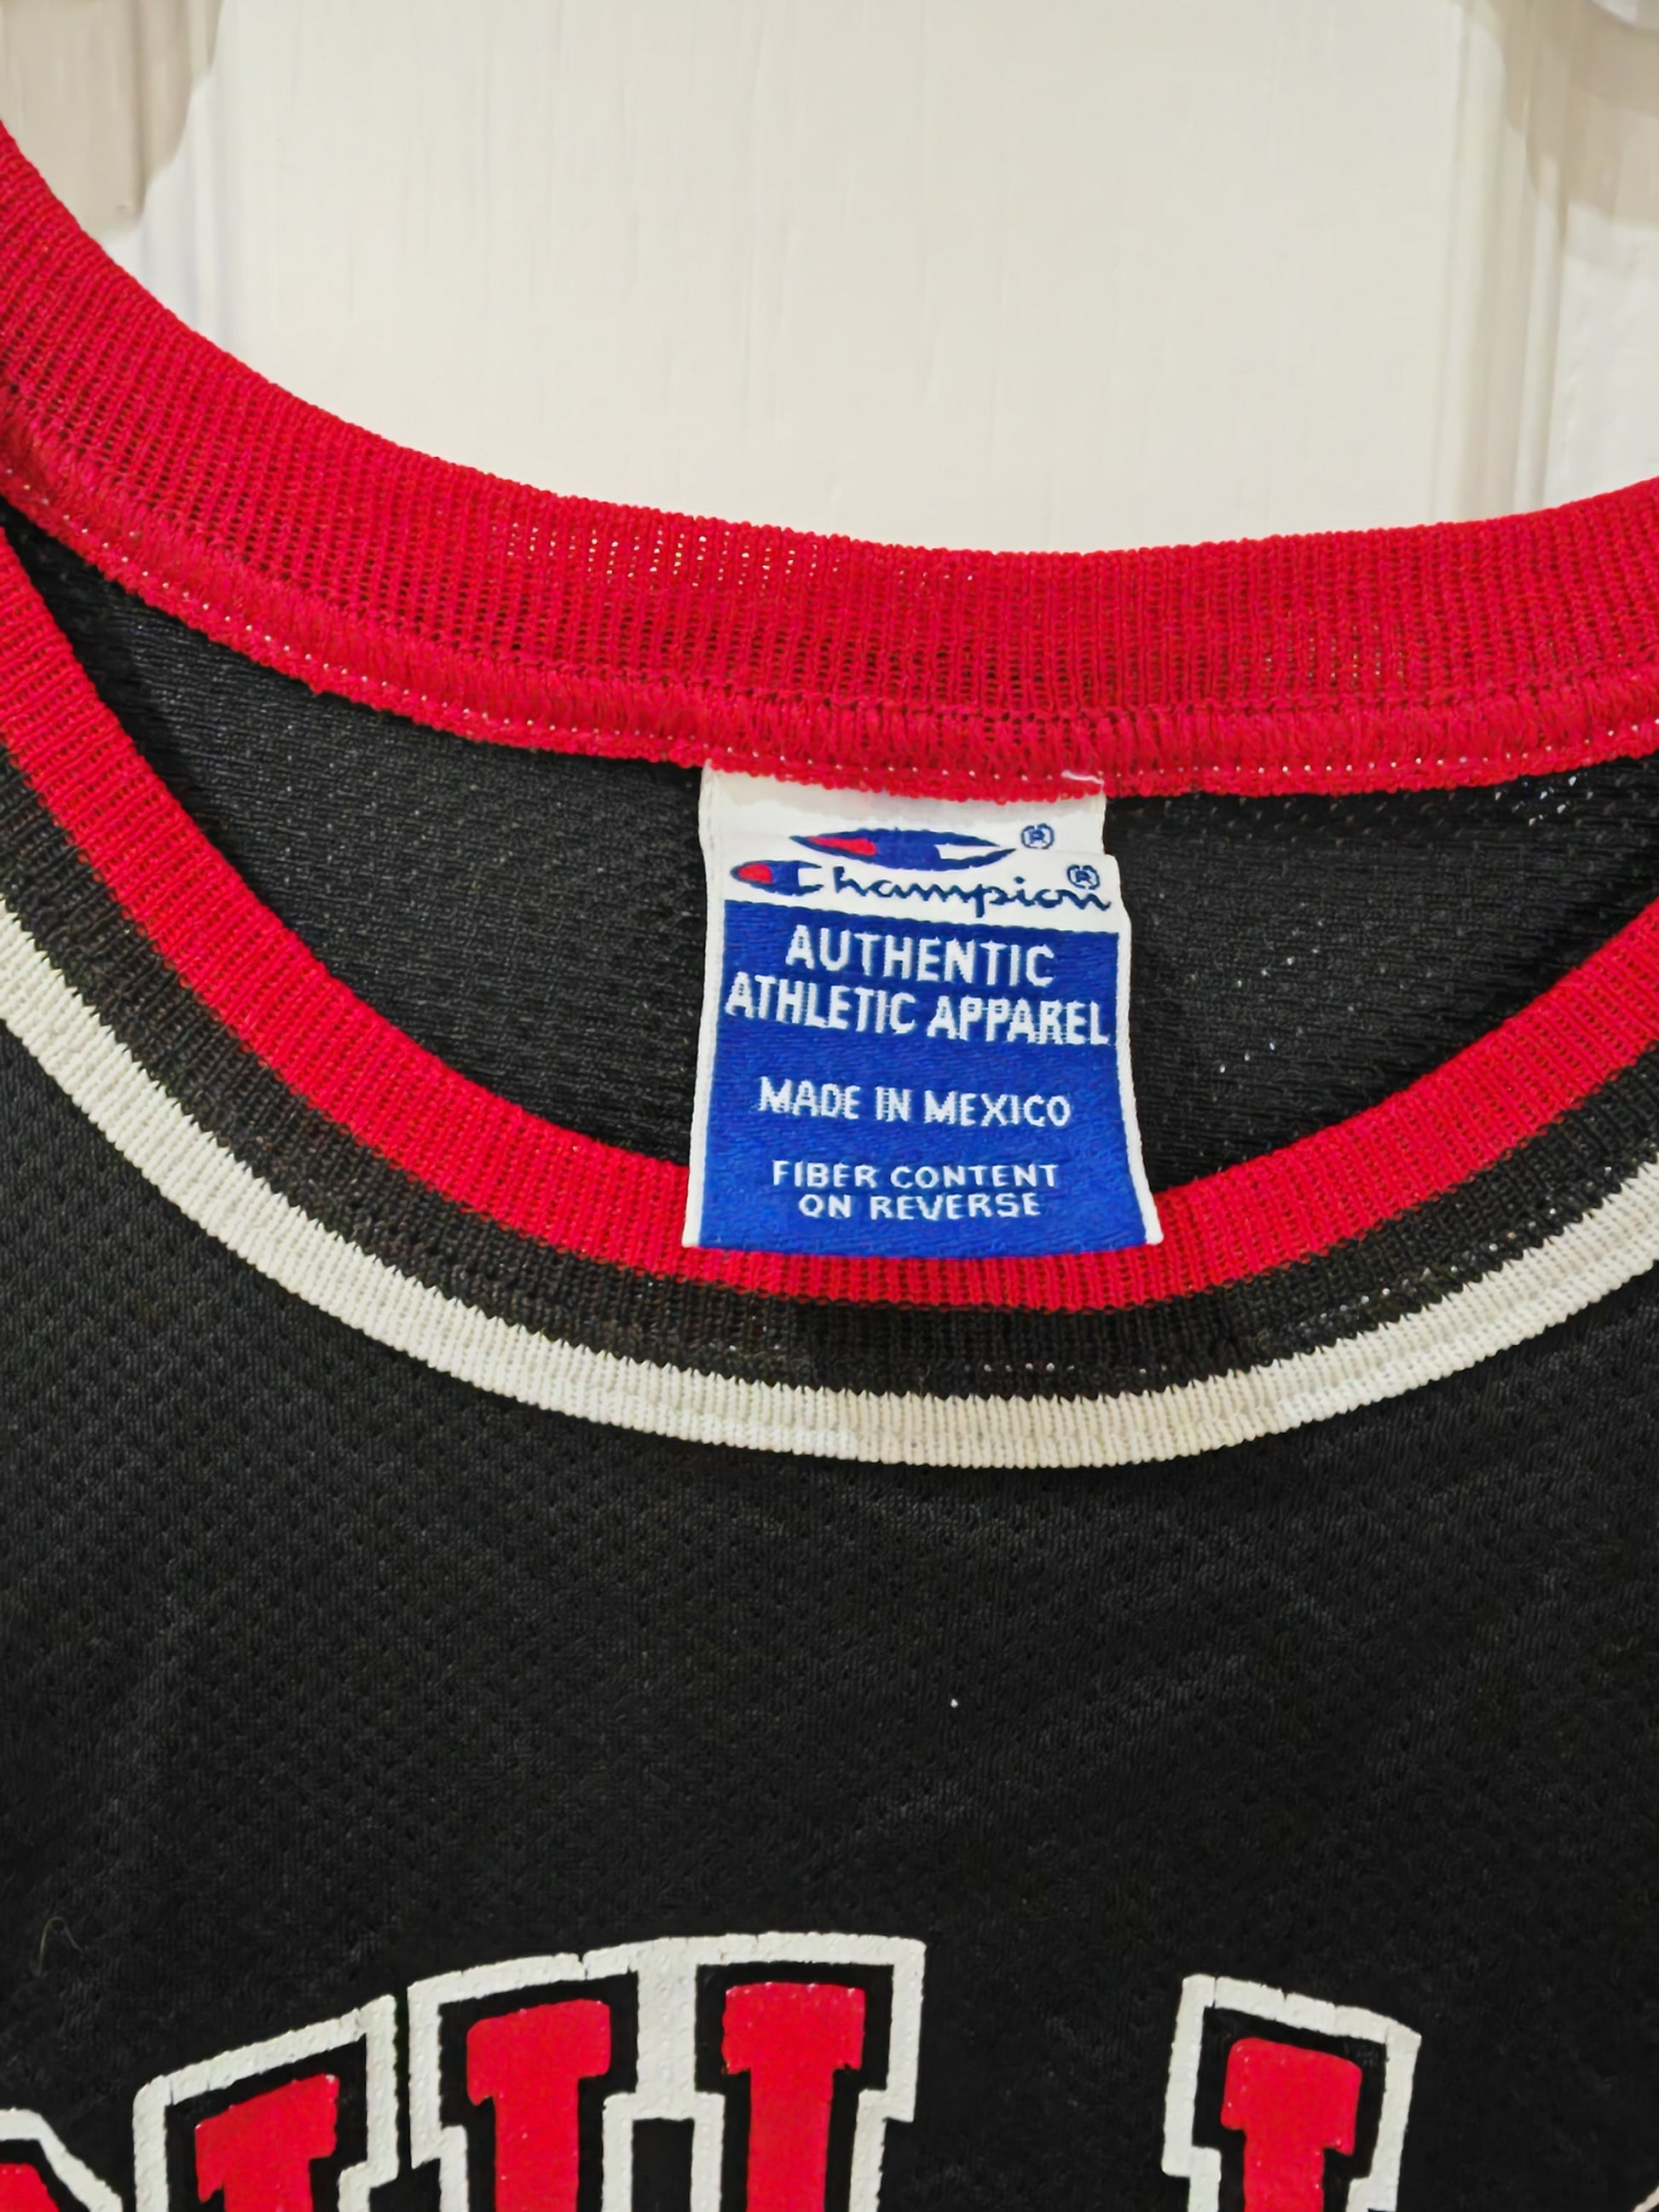 Champion®
AUTHENTIC
ATHLETIC APPAREL
MADE IN MEXICO
FIBER CONTENT
ON REVERSE